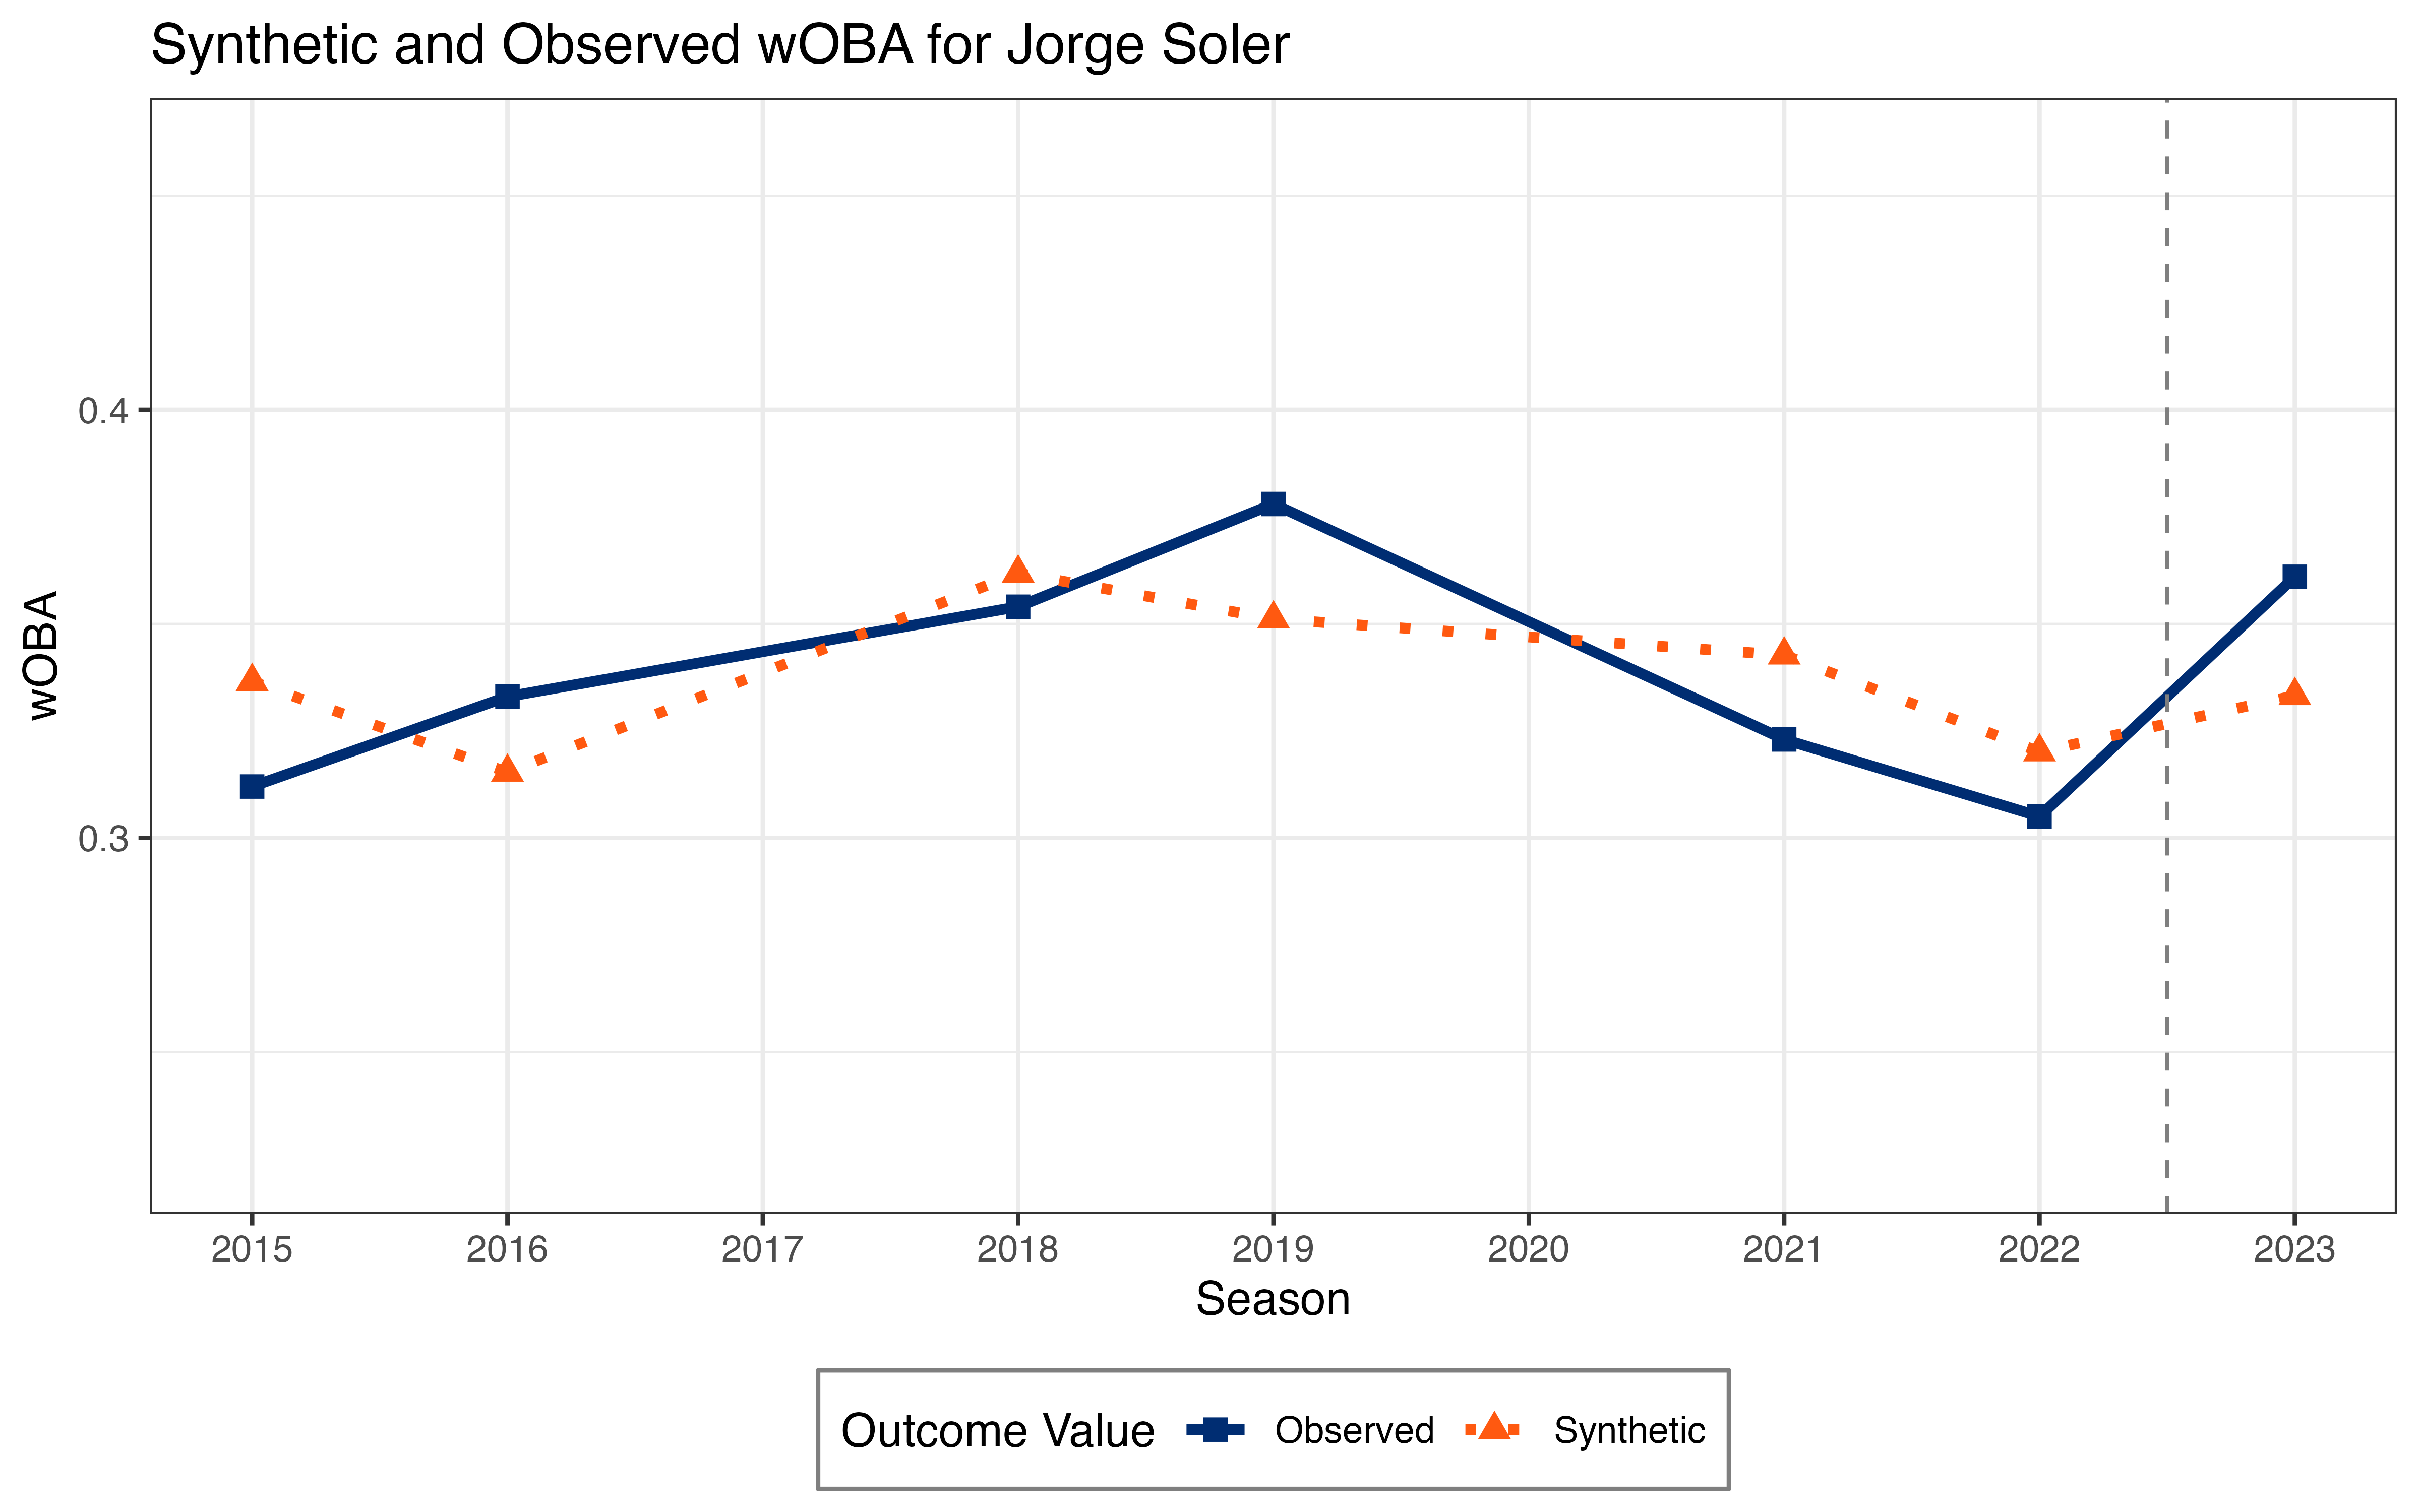 Synthetic and Observed wOBA for Jorge Soler
wOBA
0.4
0.3
2015 2016 2017 2018 2019 2020 2021 2022 2023
Season
Outcome Value Observed Synthetic